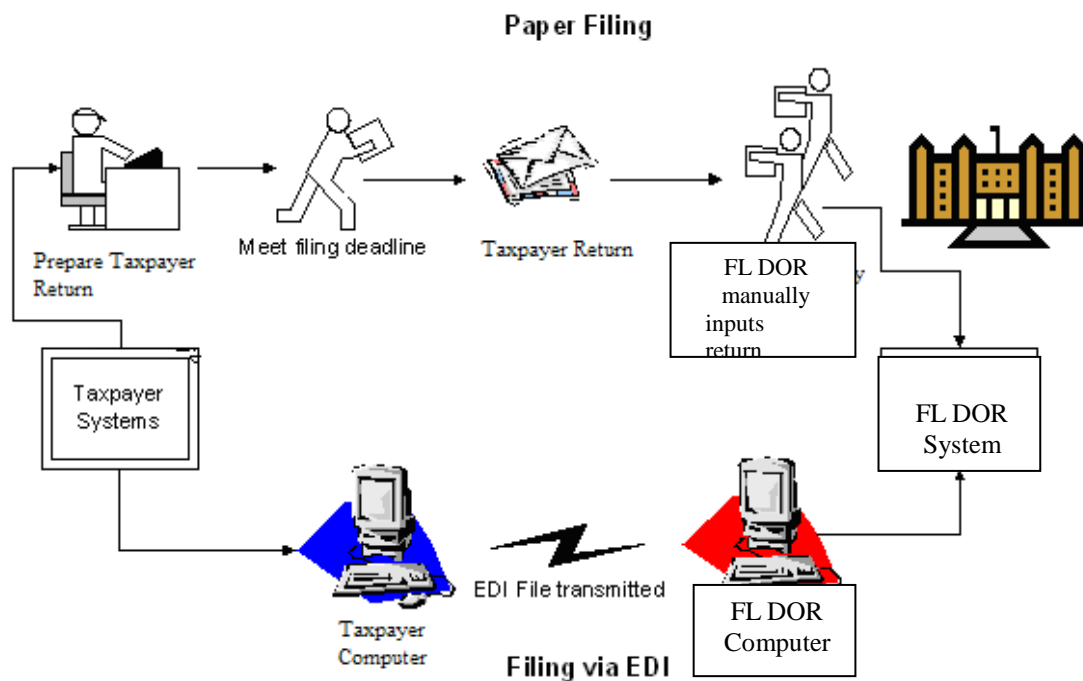 Paper Filing
Meet filing deadline
Taxpayer Return
Prepare Taxpayer
Return
FL DOR
manually
inputs
return
Taxpayer
Systems
FL DOR
System
EDI File transmitted
Taxpayer
Computer
FL DOR
Computer
Filing via EDI